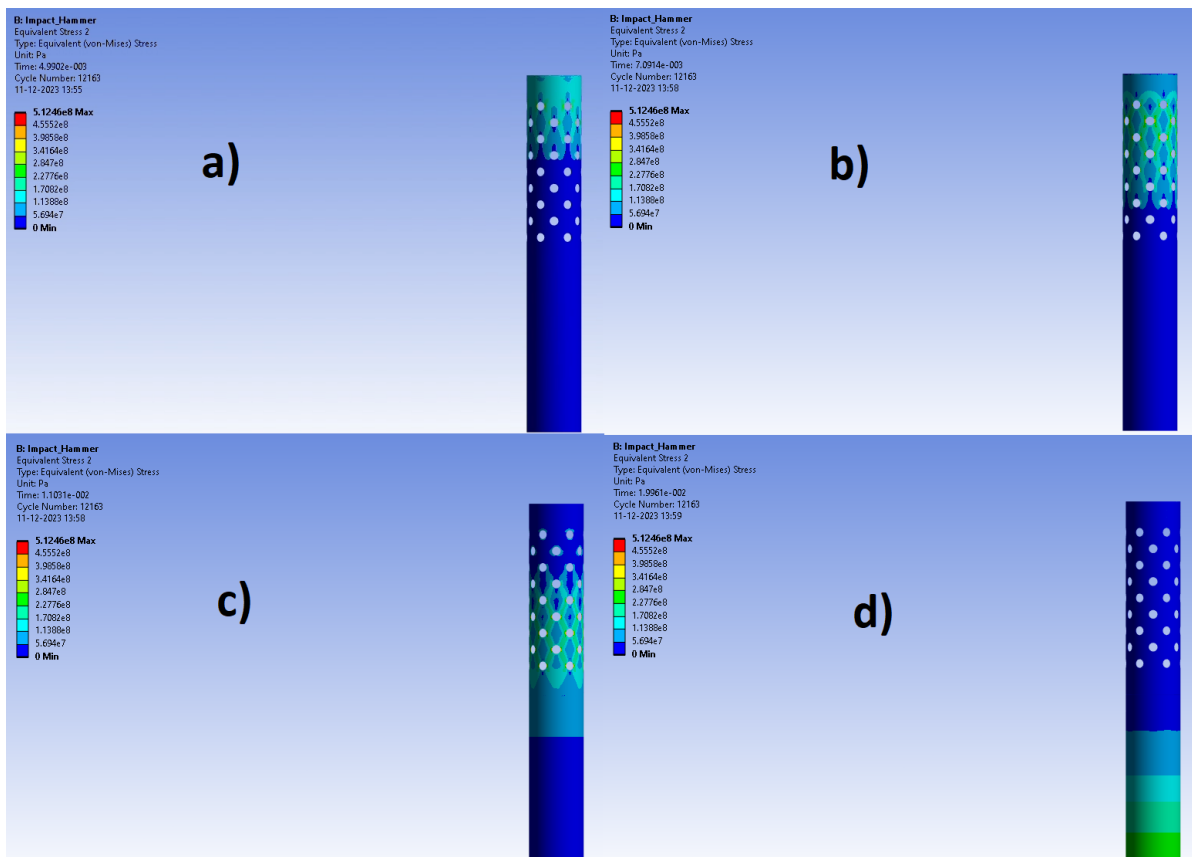 B: Impact_Hammer
Equivalent Stress 2
Type: Equivalent (von-Mises) Stress
Unit: Pa
Time: 4.9902e-003
Cycle Number: 12163
11-12-2023 13:55
5.1246e8 Max
4.5552e8
3.9858e8
3.4164e8
2.847e8
2.2776e8
1.7082e8
1.1388e8
5.694e7
0 Min
a)
B: Impact_Hammer
Equivalent Stress 2
Type: Equivalent (von-Mises) Stress
Unit: Pa
Time: 7.0914e-003
Cycle Number: 12163
11-12-2023 13:58
5.1246e8 Max
4.5552e8
3.9858e8
3.4164e8
2.847e8
2.2776e8
1.7082e8
1.1388e8
5.694e7
0 Min
b)
B: Impact_Hammer
Equivalent Stress 2
Type: Equivalent (von-Mises) Stress
Unit: Pa
Time: 1.1031e-002
Cycle Number: 12163
11-12-2023 13:58
5.1246e8 Max
4.5552e8
3.9858e8
3.4164e8
2.847e8
2.2776e8
1.7082e8
1.1388e8
5.694e7
0 Min
c)
B: Impact_Hammer
Equivalent Stress 2
Type: Equivalent (von-Mises) Stress
Unit: Pa
Time: 1.9961e-002
Cycle Number: 12163
11-12-2023 13:59
5.1246e8 Max
4.5552e8
3.9858e8
3.4164e8
2.847e8
2.2776e8
1.7082e8
1.1388e8
5.694e7
0 Min
d)